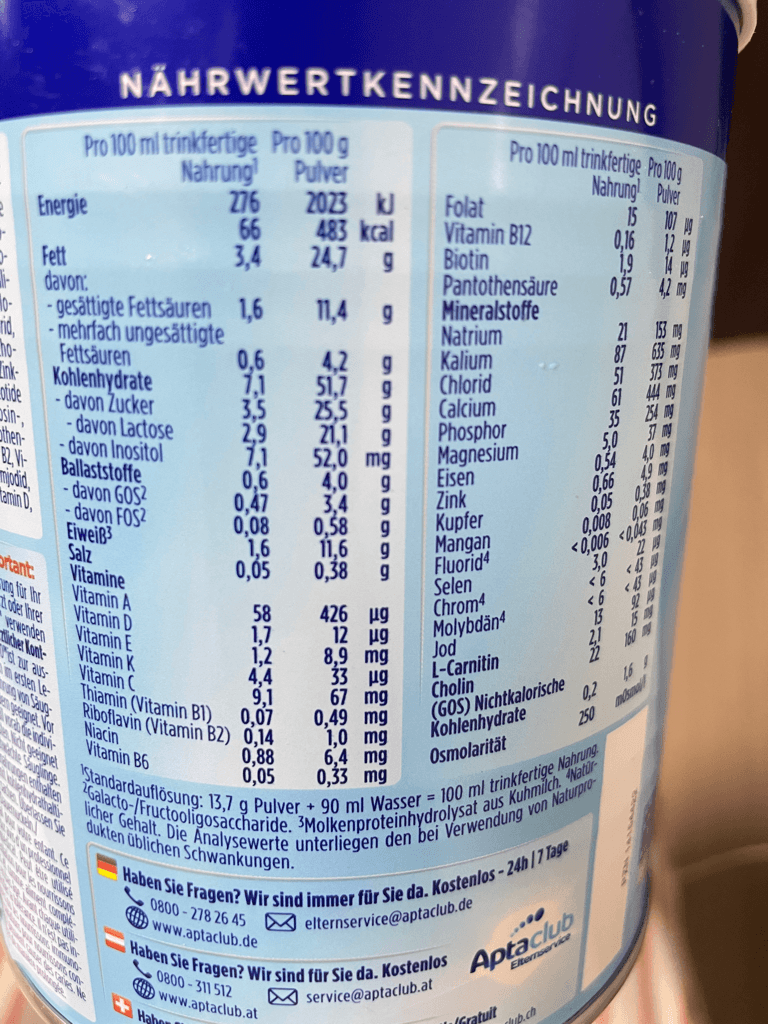 NÄHRWERTKENNZEICHNUNG
Pro 100 ml trinkfertige Pro 100 g
Nahrung¹ Pulver
Energie 276 2023 kJ
66 483 kcal
Fett 3,4 24,7 g
davon:
- gesättigte Fettsäuren 1,6 11,4 g
- mehrfach ungesättigte
Fettsäuren 0,6 4,2 g
Kohlenhydrate 7,1 51,7 g
- davon Zucker 3,5 25,5 g
- davon Lactose 2,9 21,1 g
- davon Inositol 7,1 52,0 mg
Ballaststoffe 0,6 4,0 g
- davon GOS² 0,47 3,4 g
- davon FOS² 0,08 0,58 g
Eiweiß³ 1,6 11,6 g
Salz 0,05 0,38 g
Vitamine
Vitamin A 58 426 µg
Vitamin D 1,7 12 µg
Vitamin E 1,2 8,9 mg
Vitamin K 4,4 33 µg
Vitamin C 9,1 67 mg
Thiamin (Vitamin B1) 0,07 0,49 mg
Riboflavin (Vitamin B2) 0,14 1,0 mg
Niacin 0,88 6,4 mg
Vitamin B6 0,05 0,33 mg
Pro 100 ml trinkfertige Pro 100 g
Nahrung¹ Pulver
Folat 15 107 µg
Vitamin B12 0,16 1,2 µg
Biotin 1,9 14 µg
Pantothensäure 0,57 4,2 mg
Mineralstoffe
Natrium 21 153 mg
Kalium 87 635 mg
Chlorid 51 373 mg
Calcium 61 444 mg
Phosphor 35 254 mg
Magnesium 5,0 37 mg
Eisen 0,54 4,0 mg
Zink 0,66 4,9 mg
Kupfer 0,05 0,38 mg
Mangan 0,008 0,06 mg
Fluorid⁴ < 0,006 < 0,043 mg
Selen 3,0 22 µg
Chrom⁴ < 6 < 43 µg
Molybdän⁴ < 6 < 43 µg
Jod 13 92 µg
L-Carnitin 2,1 15 mg
Cholin 22 160 mg
(GOS) Nichtkalorische
Kohlenhydrate 0,2 1,6 g
Osmolarität 250 mOsmol/l
¹Standardauflösung: 13,7 g Pulver + 90 ml Wasser = 100 ml trinkfertige Nahrung.
²Galacto-/Fructooligosaccharide. ³Molkenproteinhydrolysat aus Kuhmilch. ⁴Natür-
licher Gehalt. Die Analysewerte unterliegen den bei Verwendung von Naturpro-
dukten üblichen Schwankungen.
Haben Sie Fragen? Wir sind immer für Sie da. Kostenlos - 24h | 7 Tage
0800 - 278 26 45 elternservice@aptaclub.de
www.aptaclub.de
Haben Sie Fragen? Wir sind für Sie da. Kostenlos
0800 - 311 512 service@aptaclub.at
www.aptaclub.at
Aptaclub
Elternservice